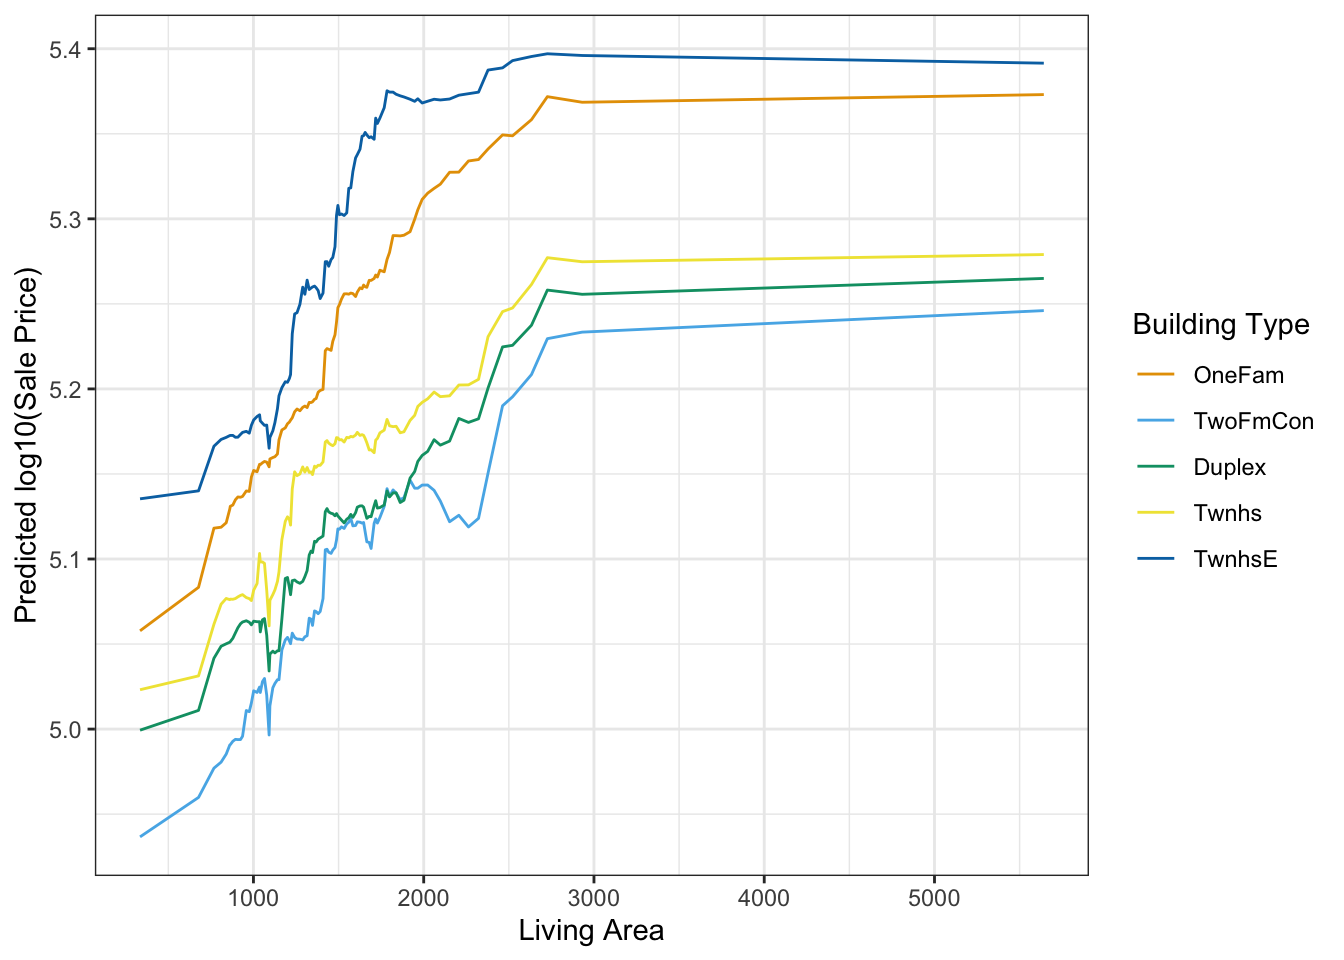 5.4
5.3
5.2
5.1
5.0
Predicted log10(Sale Price)
1000
2000
3000
4000
5000
Living Area
Building Type
OneFam
TwoFmCon
Duplex
Twnhs
TwnhsE